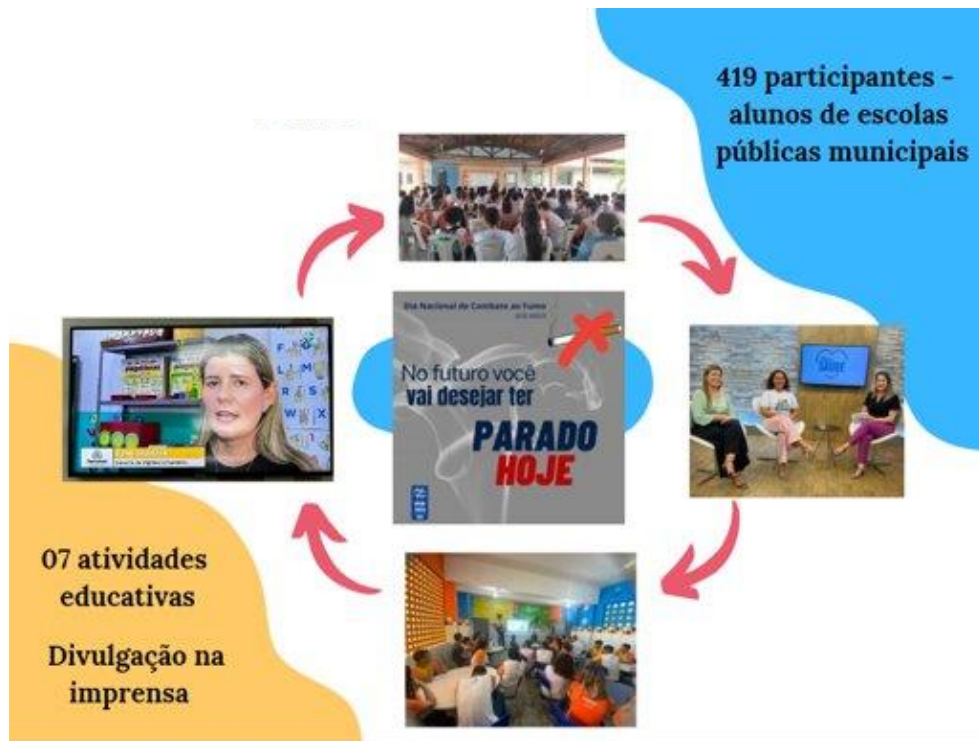 419 participantes -
alunos de escolas
públicas municipais
Dia Nacional de Combate ao Fumo
No futuro você
vai desejar ter
PARADO
HOJE
F O
L M
R S
W X
07 atividades
educativas
Divulgação na
imprensa